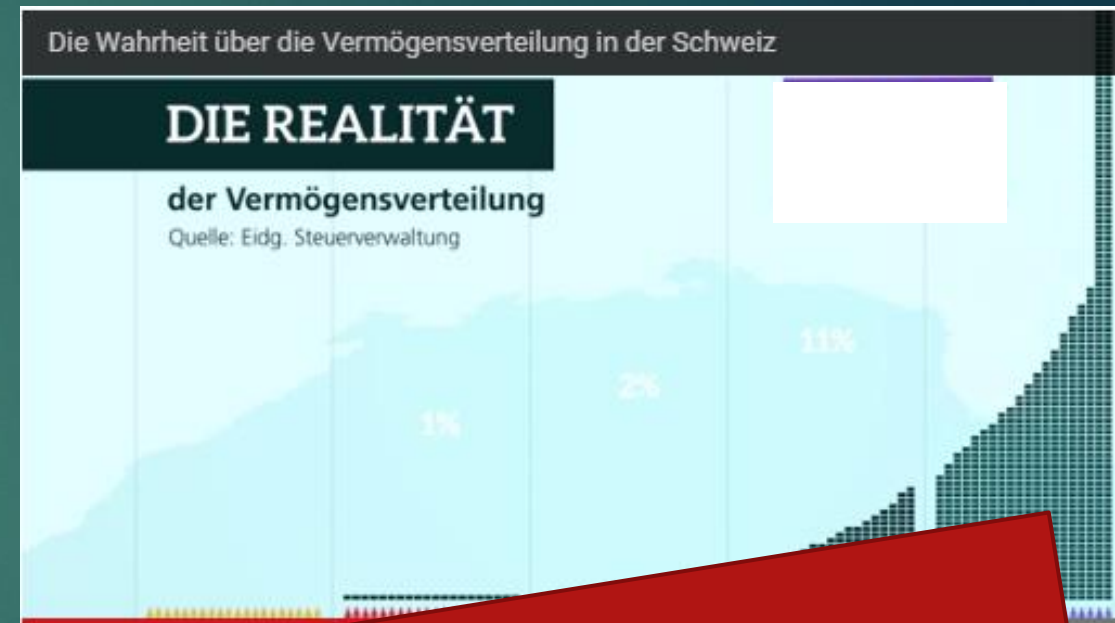 Die Wahrheit über die Vermögensverteilung in der Schweiz
DIE REALITÄT
der Vermögensverteilung
Quelle: Eidg. Steuerverwaltung
11%
2%
1%